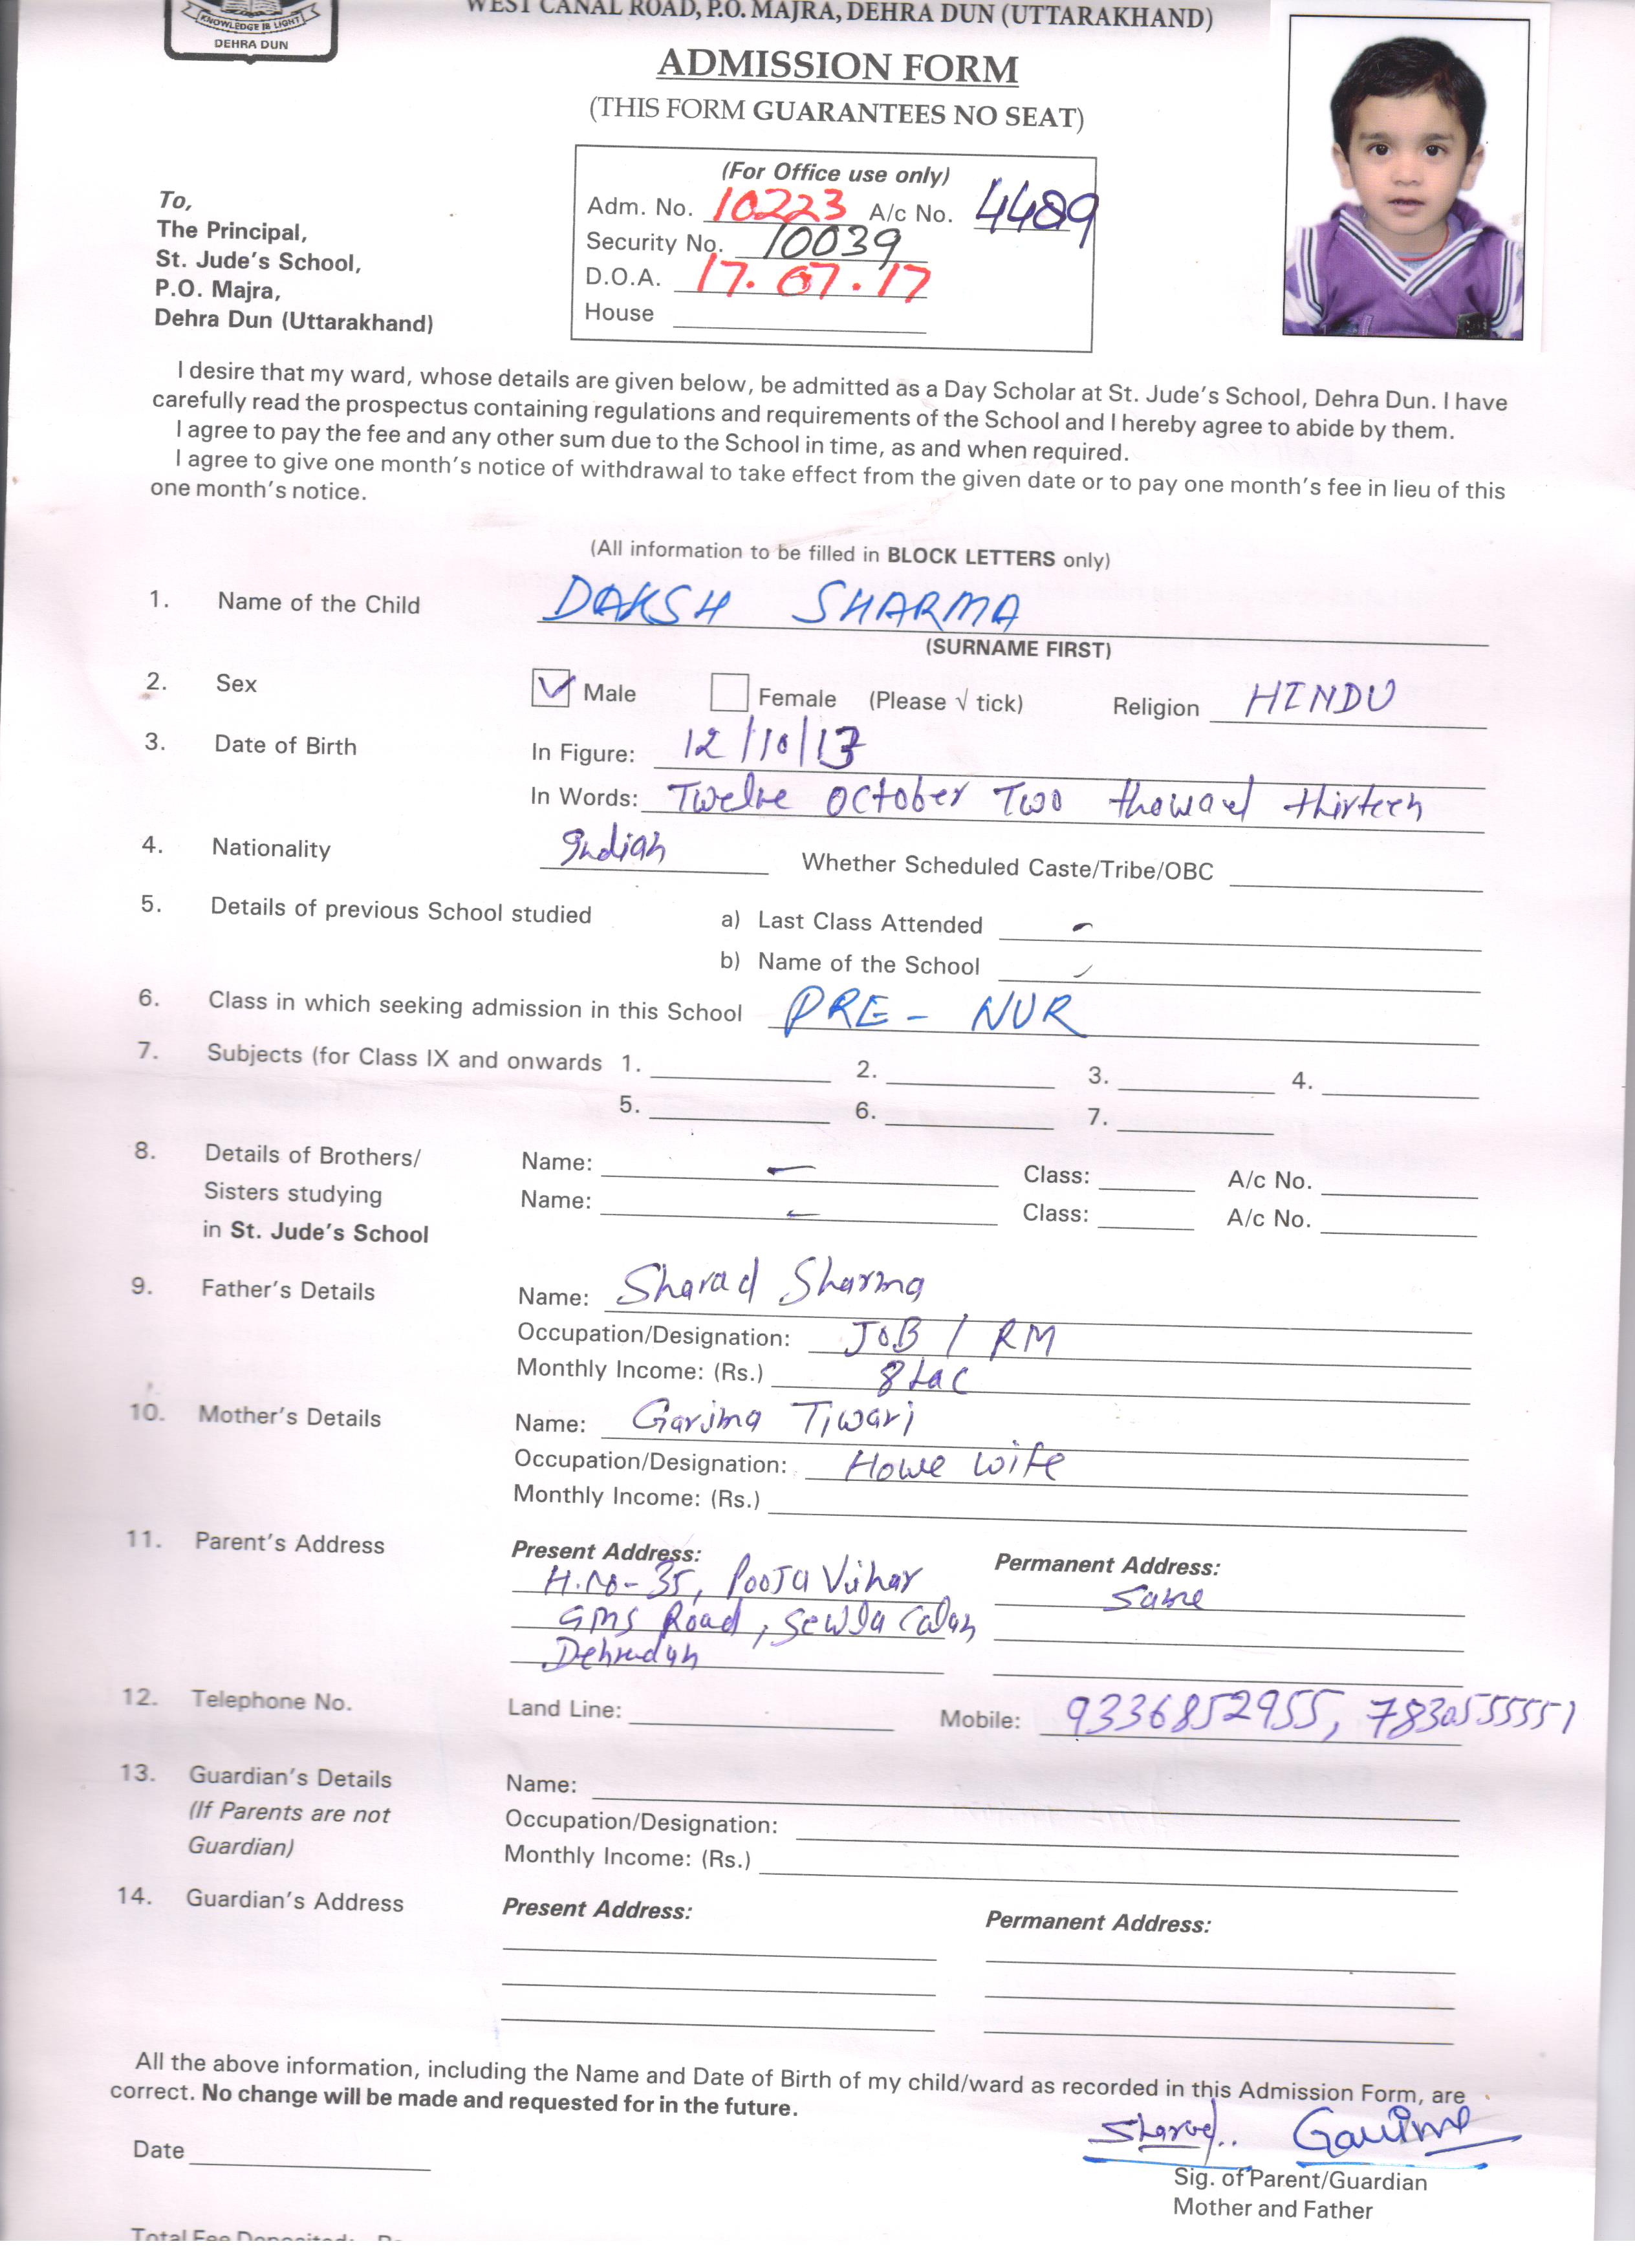 KNOWLEDGE IS LIGHT
DEHRA DUN
WEST CANAL ROAD, P.O. MAJRA, DEHRA DUN (UTTARAKHAND)
ADMISSION FORM
(THIS FORM GUARANTEES NO SEAT)
(For Office use only)
Adm. No. 10223 A/c No. 4489
Security No. 10039
D.O.A. 17.07.17
House
To,
The Principal,
St. Jude's School,
P.O. Majra,
Dehra Dun (Uttarakhand)
I desire that my ward, whose details are given below, be admitted as a Day Scholar at St. Jude's School, Dehra Dun. I have
carefully read the prospectus containing regulations and requirements of the School and I hereby agree to abide by them.
I agree to pay the fee and any other sum due to the School in time, as and when required.
I agree to give one month's notice of withdrawal to take effect from the given date or to pay one month's fee in lieu of this
one month's notice.
(All information to be filled in BLOCK LETTERS only)
1. Name of the Child DAKSH SHARMA
(SURNAME FIRST)
2. Sex Male Female (Please √ tick) Religion HINDU
3. Date of Birth In Figure: 12/10/13
In Words: Twelve October Two thousand thirteen
4. Nationality Indian Whether Scheduled Caste/Tribe/OBC
5. Details of previous School studied a) Last Class Attended -
b) Name of the School -
6. Class in which seeking admission in this School PRE - NUR
7. Subjects (for Class IX and onwards 1. 2. 3. 4.
5. 6. 7.
8. Details of Brothers/ Name: - Class: A/c No.
Sisters studying Name: - Class: A/c No.
in St. Jude's School
9. Father's Details Name: Sharad Sharma
Occupation/Designation: JOB / RM
Monthly Income: (Rs.) 8 Lac
10. Mother's Details Name: Garima Tiwari
Occupation/Designation: House wife
Monthly Income: (Rs.)
11. Parent's Address Present Address: Permanent Address:
H.No-35, Pooja Vihar Same
GMS Road, Sewla Calan
Dehradun
12. Telephone No. Land Line: Mobile: 9336852955, 7830555551
13. Guardian's Details Name:
(If Parents are not Occupation/Designation:
Guardian) Monthly Income: (Rs.)
14. Guardian's Address Present Address: Permanent Address:
All the above information, including the Name and Date of Birth of my child/ward as recorded in this Admission Form, are
correct. No change will be made and requested for in the future.
Sharad.. Garima
Date
Sig. of Parent/Guardian
Mother and Father
Total Fee Deposited: